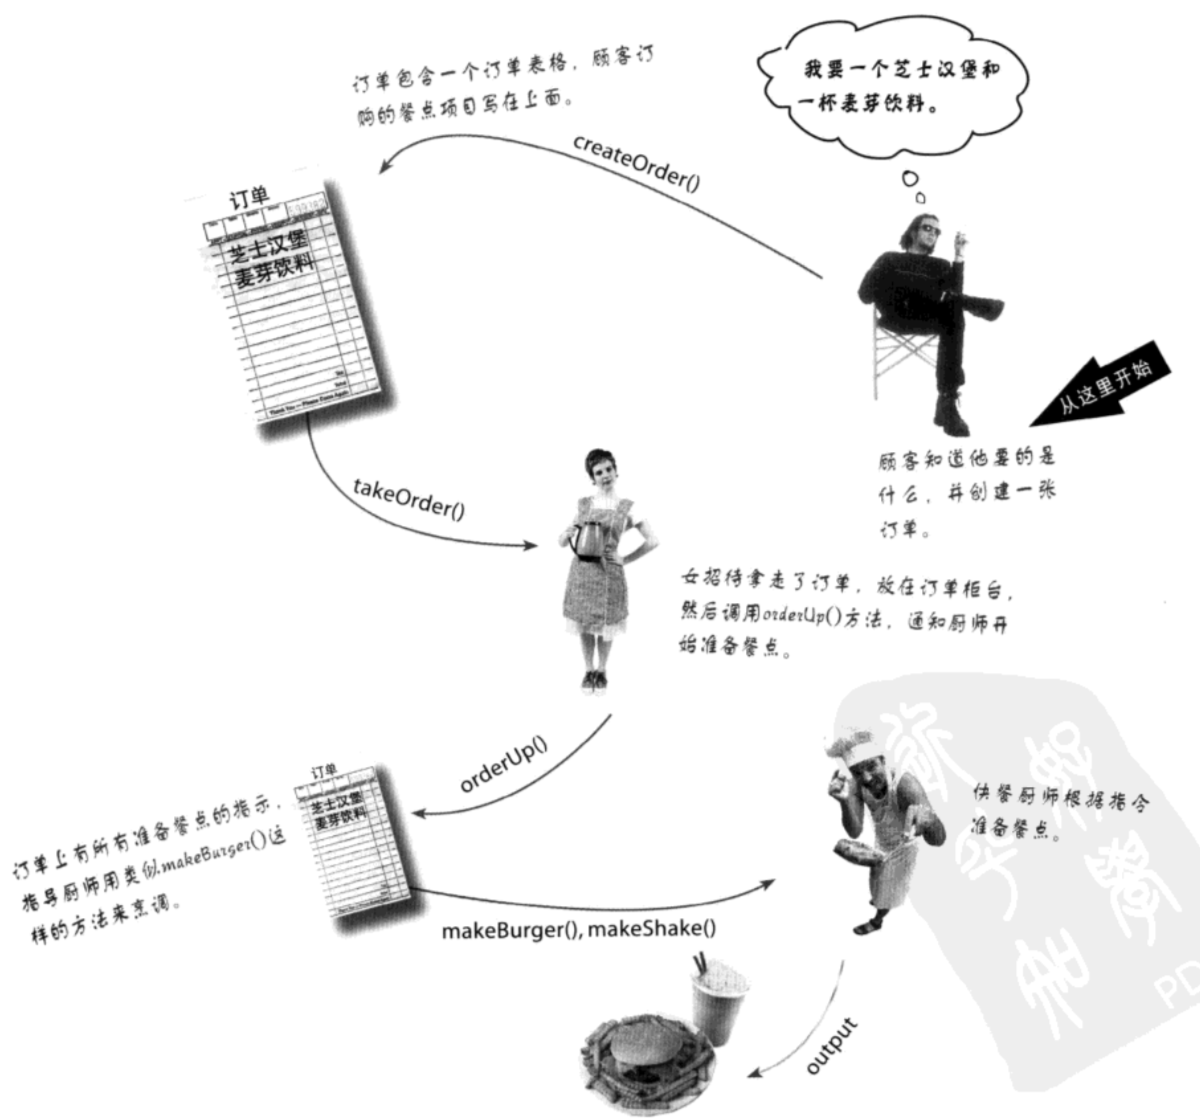 订单包含一个订单表格，顾客订
购的餐点项目写在上面。
我要一个芝士汉堡和
一杯麦芽饮料。
createOrder()
订单
芝士汉堡
麦芽饮料
Thank You — Please Come Again
从这里开始
顾客知道他要的是
什么，并创建一张
订单。
takeOrder()
女招待拿走了订单，放在订单柜台，
然后调用orderUp()方法，通知厨师开
始准备餐点。
orderUp()
订单
芝士汉堡
麦芽饮料
订单上有所有准备餐点的指示，
指导厨师用类似makeBurger()这
样的方法来烹调。
快餐厨师根据指令
准备餐点。
makeBurger(), makeShake()
output
PD